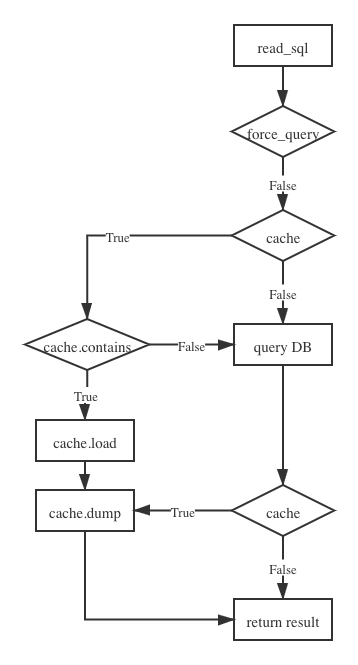 read_sql
force_query
False
cache
True
False
cache.contains
False
query DB
True
cache.load
cache.dump
True
cache
False
return result